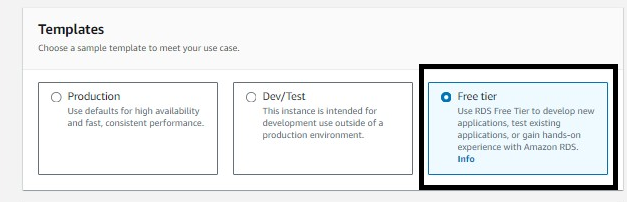 Templates
Choose a sample template to meet your use case.
Production
Use defaults for high availability
and fast, consistent performance.
Dev/Test
This instance is intended for
development use outside of a
production environment.
Free tier
Use RDS Free Tier to develop new
applications, test existing
applications, or gain hands-on
experience with Amazon RDS.
Info